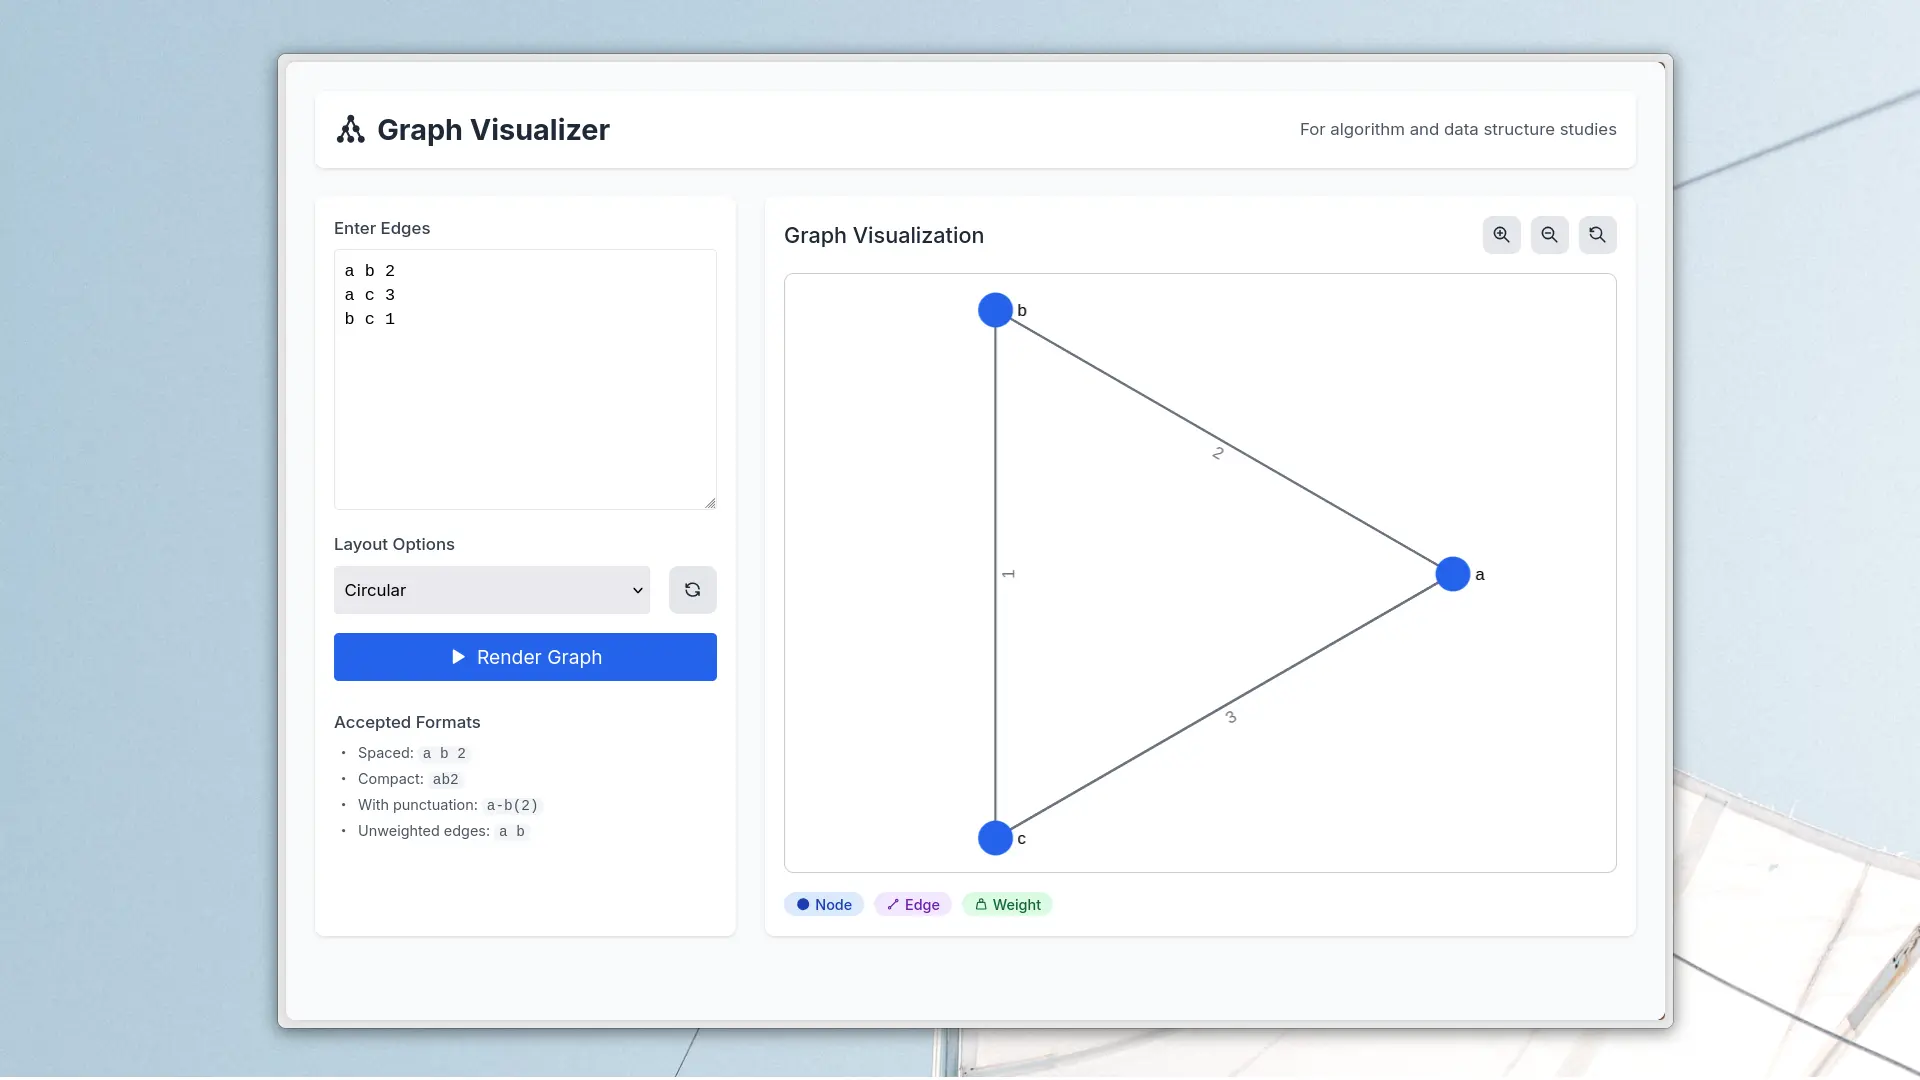 Graph Visualizer
For algorithm and data structure studies
Enter Edges
a b 2
a c 3
b c 1
Layout Options
Circular
Render Graph
Accepted Formats
• Spaced: a b 2
• Compact: ab2
• With punctuation: a-b(2)
• Unweighted edges: a b
Graph Visualization
b
2
1
a
3
c
Node
Edge
Weight